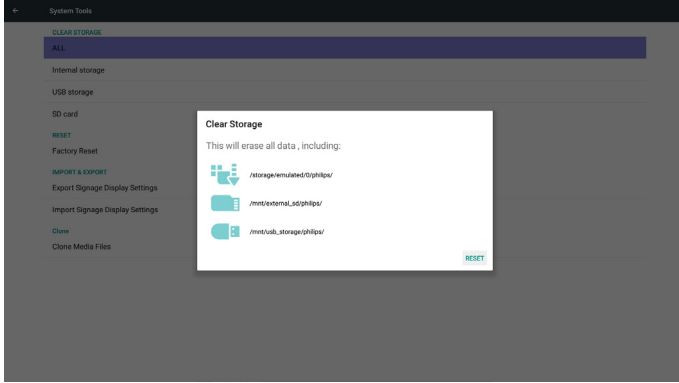 System Tools
CLEAR STORAGE
ALL
Internal storage
USB storage
SD card
RESET
Factory Reset
IMPORT & EXPORT
Export Signage Display Settings
Import Signage Display Settings
Clone
Clone Media Files
Clear Storage
This will erase all data , including:
/storage/emulated/0/philips/
/mnt/external_sd/philips/
/mnt/usb_storage/philips/
RESET